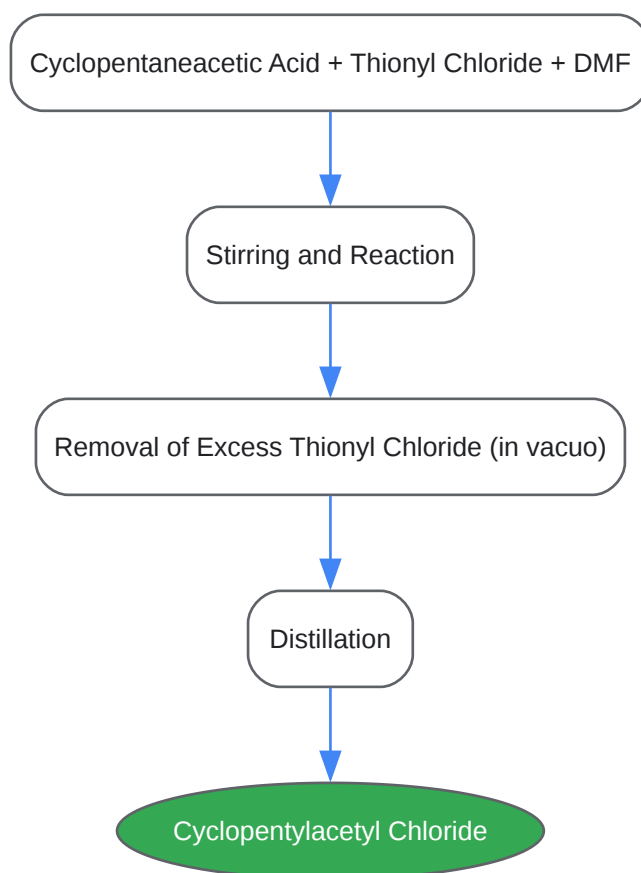 Cyclopentaneacetic Acid + Thionyl Chloride + DMF
Stirring and Reaction
Removal of Excess Thionyl Chloride (in vacuo)
Distillation
Cyclopentylacetyl Chloride